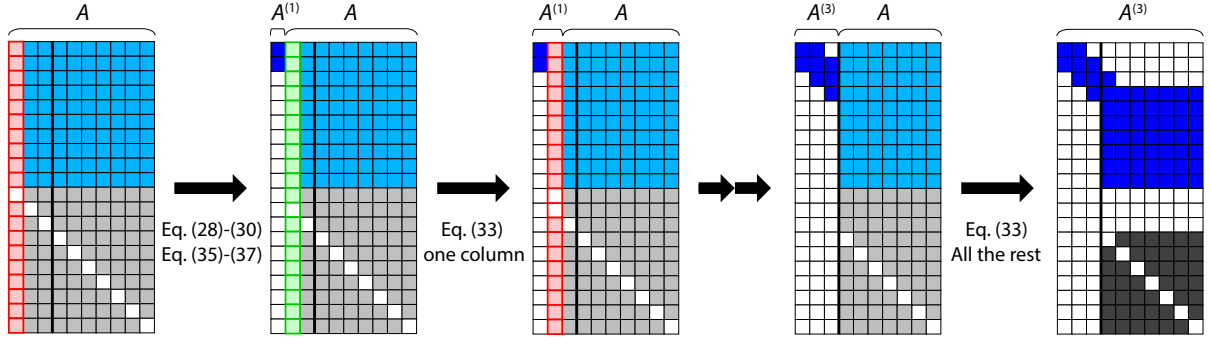 A
A⁽¹⁾
A
A⁽¹⁾
A
A⁽³⁾
A
A⁽³⁾
Eq. (28)-(30)
Eq. (35)-(37)
Eq. (33)
one column
Eq. (33)
All the rest